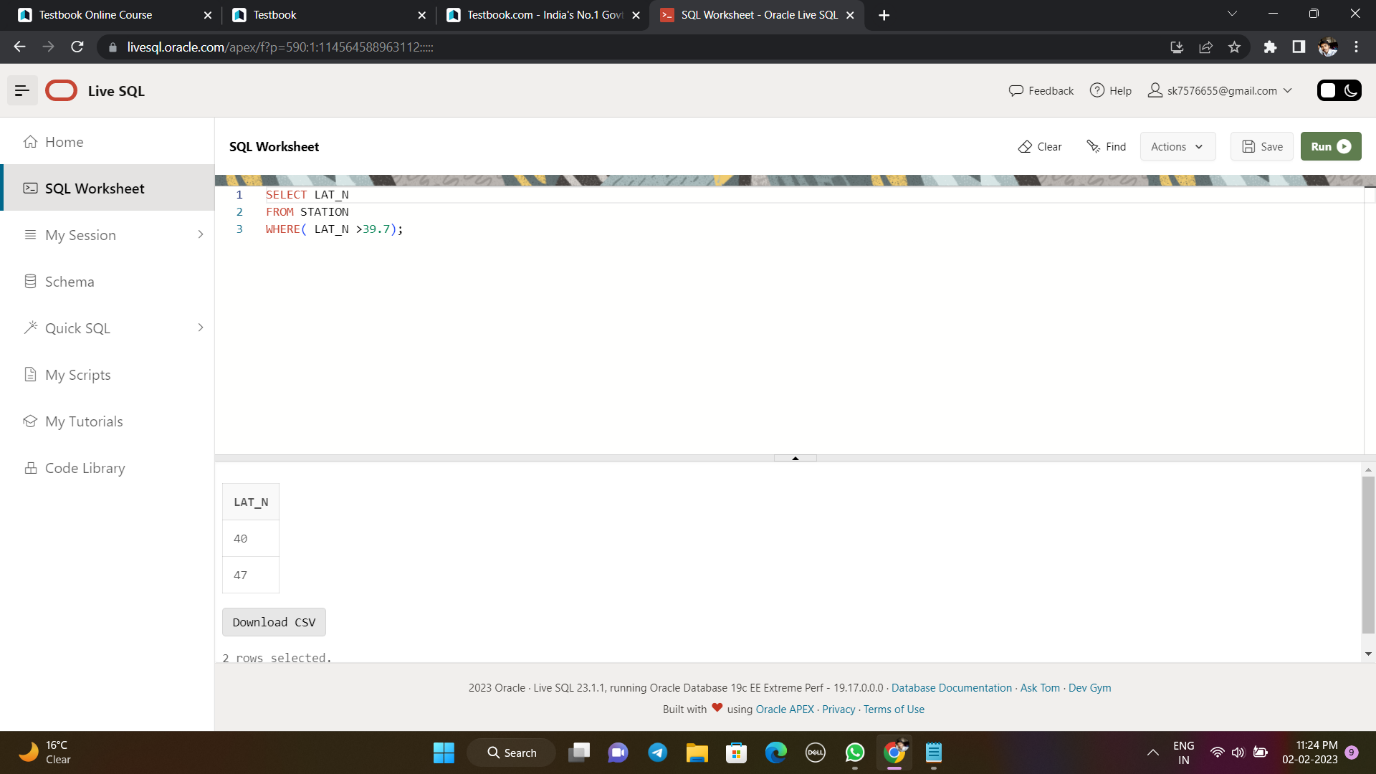 Testbook Online Course
Testbook
Testbook.com - India's No.1 Govt
SQL Worksheet - Oracle Live SQL
livesql.oracle.com/apex/f?p=590:1:114564588963112:::::
Live SQL
Feedback
Help
sk7576655@gmail.com
Home
SQL Worksheet
My Session
Schema
Quick SQL
My Scripts
My Tutorials
Code Library
SQL Worksheet
Clear
Find
Actions
Save
Run
1 SELECT LAT_N
2 FROM STATION
3 WHERE( LAT_N >39.7);
LAT_N
40
47
Download CSV
2 rows selected.
2023 Oracle · Live SQL 23.1.1, running Oracle Database 19c EE Extreme Perf - 19.17.0.0.0 · Database Documentation · Ask Tom · Dev Gym
Built with ❤ using Oracle APEX · Privacy · Terms of Use
16°C
Clear
Search
DELL
ENG
IN
11:24 PM
02-02-2023
9